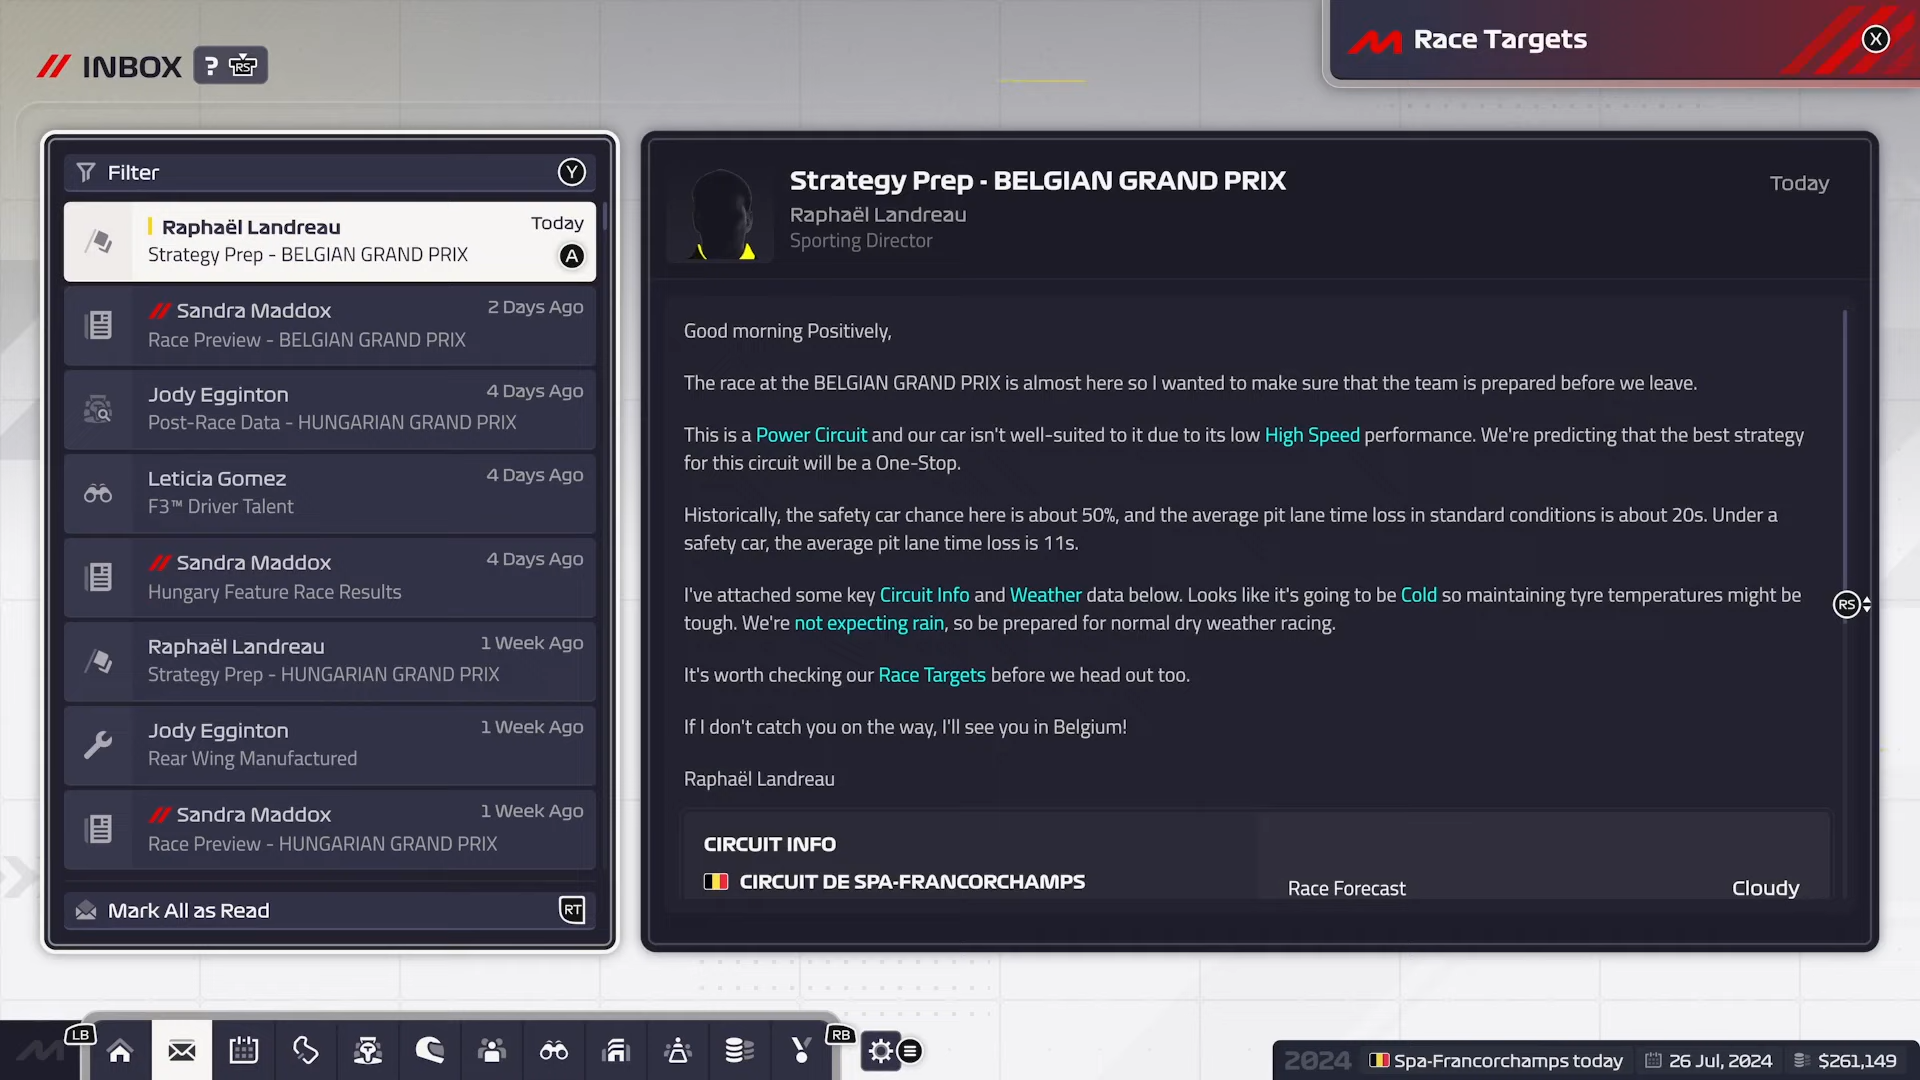 INBOX
? RS
Race Targets
X
Filter
Y
Raphaël Landreau
Today
Strategy Prep - BELGIAN GRAND PRIX
A
Sandra Maddox
2 Days Ago
Race Preview - BELGIAN GRAND PRIX
Jody Egginton
4 Days Ago
Post-Race Data - HUNGARIAN GRAND PRIX
Leticia Gomez
4 Days Ago
F3™ Driver Talent
Sandra Maddox
4 Days Ago
Hungary Feature Race Results
Raphaël Landreau
1 Week Ago
Strategy Prep - HUNGARIAN GRAND PRIX
Jody Egginton
1 Week Ago
Rear Wing Manufactured
Sandra Maddox
1 Week Ago
Race Preview - HUNGARIAN GRAND PRIX
Mark All as Read
RT
Strategy Prep - BELGIAN GRAND PRIX
Today
Raphaël Landreau
Sporting Director
Good morning Positively,
The race at the BELGIAN GRAND PRIX is almost here so I wanted to make sure that the team is prepared before we leave.
This is a Power Circuit and our car isn't well-suited to it due to its low High Speed performance. We're predicting that the best strategy
for this circuit will be a One-Stop.
Historically, the safety car chance here is about 50%, and the average pit lane time loss in standard conditions is about 20s. Under a
safety car, the average pit lane time loss is 11s.
I've attached some key Circuit Info and Weather data below. Looks like it's going to be Cold so maintaining tyre temperatures might be
tough. We're not expecting rain, so be prepared for normal dry weather racing.
RS
It's worth checking our Race Targets before we head out too.
If I don't catch you on the way, I'll see you in Belgium!
Raphaël Landreau
CIRCUIT INFO
CIRCUIT DE SPA-FRANCORCHAMPS
Race Forecast
Cloudy
LB
RB
2024
Spa-Francorchamps today
26 Jul, 2024
$261,149